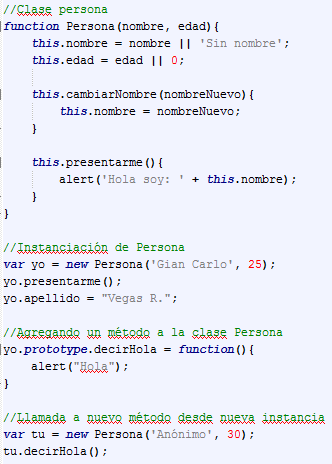 //Clase persona
function Persona(nombre, edad){
this.nombre = nombre || 'Sin nombre';
this.edad = edad || 0;
this.cambiarNombre(nombreNuevo){
this.nombre = nombreNuevo;
}
this.presentarme(){
alert('Hola soy: ' + this.nombre);
}
}
//Instanciación de Persona
var yo = new Persona('Gian Carlo', 25);
yo.presentarme();
yo.apellido = "Vegas R.";
//Agregando un método a la clase Persona
yo.prototype.decirHola = function(){
alert("Hola");
}
//Llamada a nuevo método desde nueva instancia
var tu = new Persona('Anónimo', 30);
tu.decirHola();